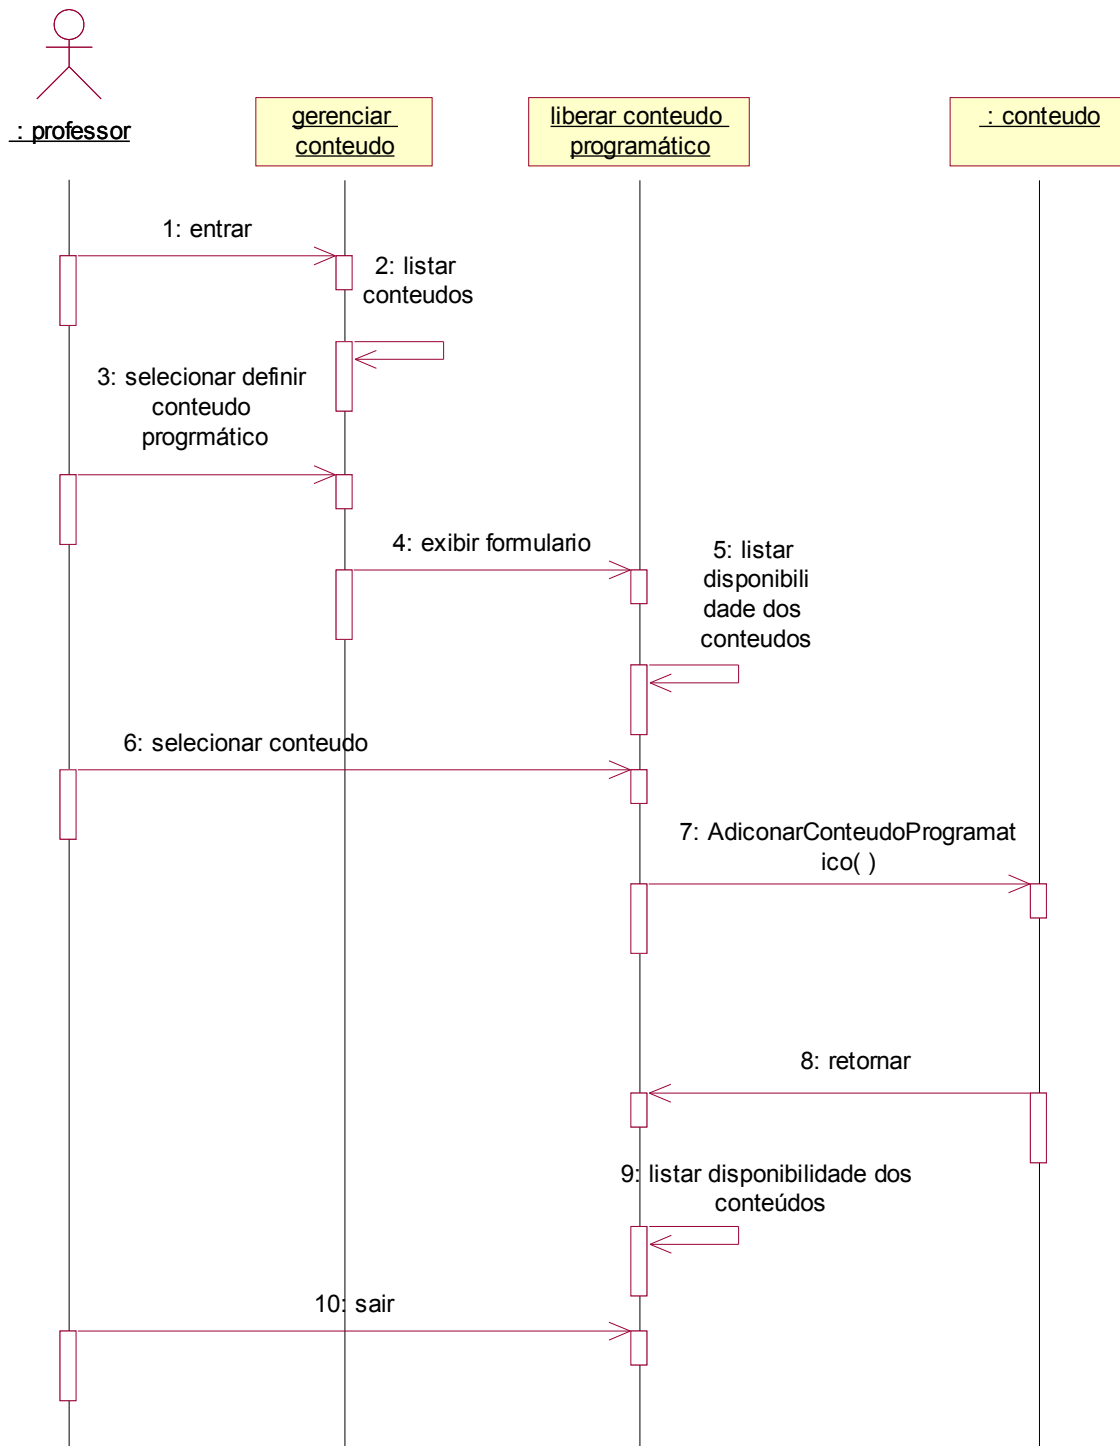 : professor
gerenciar
conteudo
liberar conteudo
programático
: conteudo
1: entrar
2: listar
conteudos
3: selecionar definir
conteudo
progrmático
4: exibir formulario
5: listar
disponibili
dade dos
conteudos
6: selecionar conteudo
7: AdiconarConteudoProgramat
ico( )
8: retornar
9: listar disponibilidade dos
conteúdos
10: sair